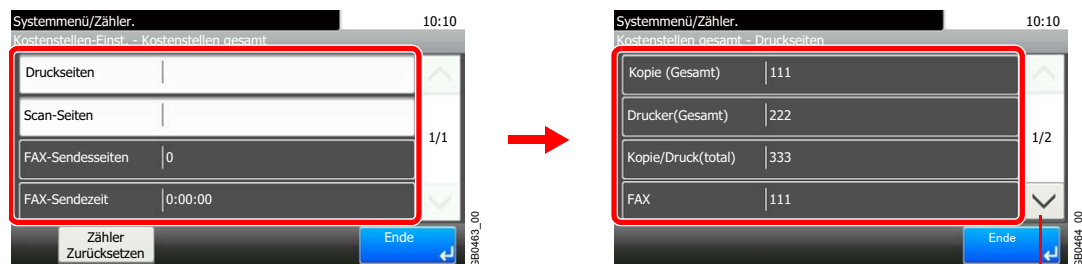 Systemmenü/Zähler.
10:10
Kostenstellen-Einst. - Kostenstellen gesamt
Druckseiten
Scan-Seiten
1/1
FAX-Sendesseiten 0
FAX-Sendezeit 0:00:00
Zähler
Zurücksetzen
Ende
GB0463_00
Systemmenü/Zähler.
10:10
Kostenstellen gesamt - Druckseiten
Kopie (Gesamt) 111
Drucker(Gesamt) 222
1/2
Kopie/Druck(total) 333
FAX 111
Ende
GB0464_00